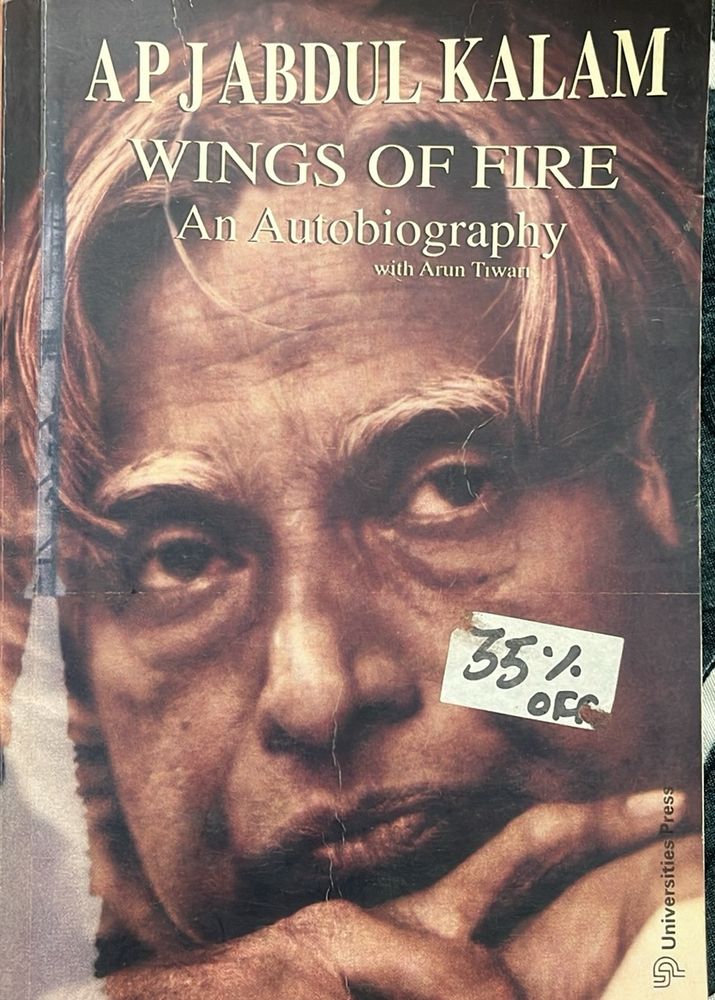 A P J ABDUL KALAM
WINGS OF FIRE
An Autobiography
with Arun Tiwari
35%
OFF
Universities Press